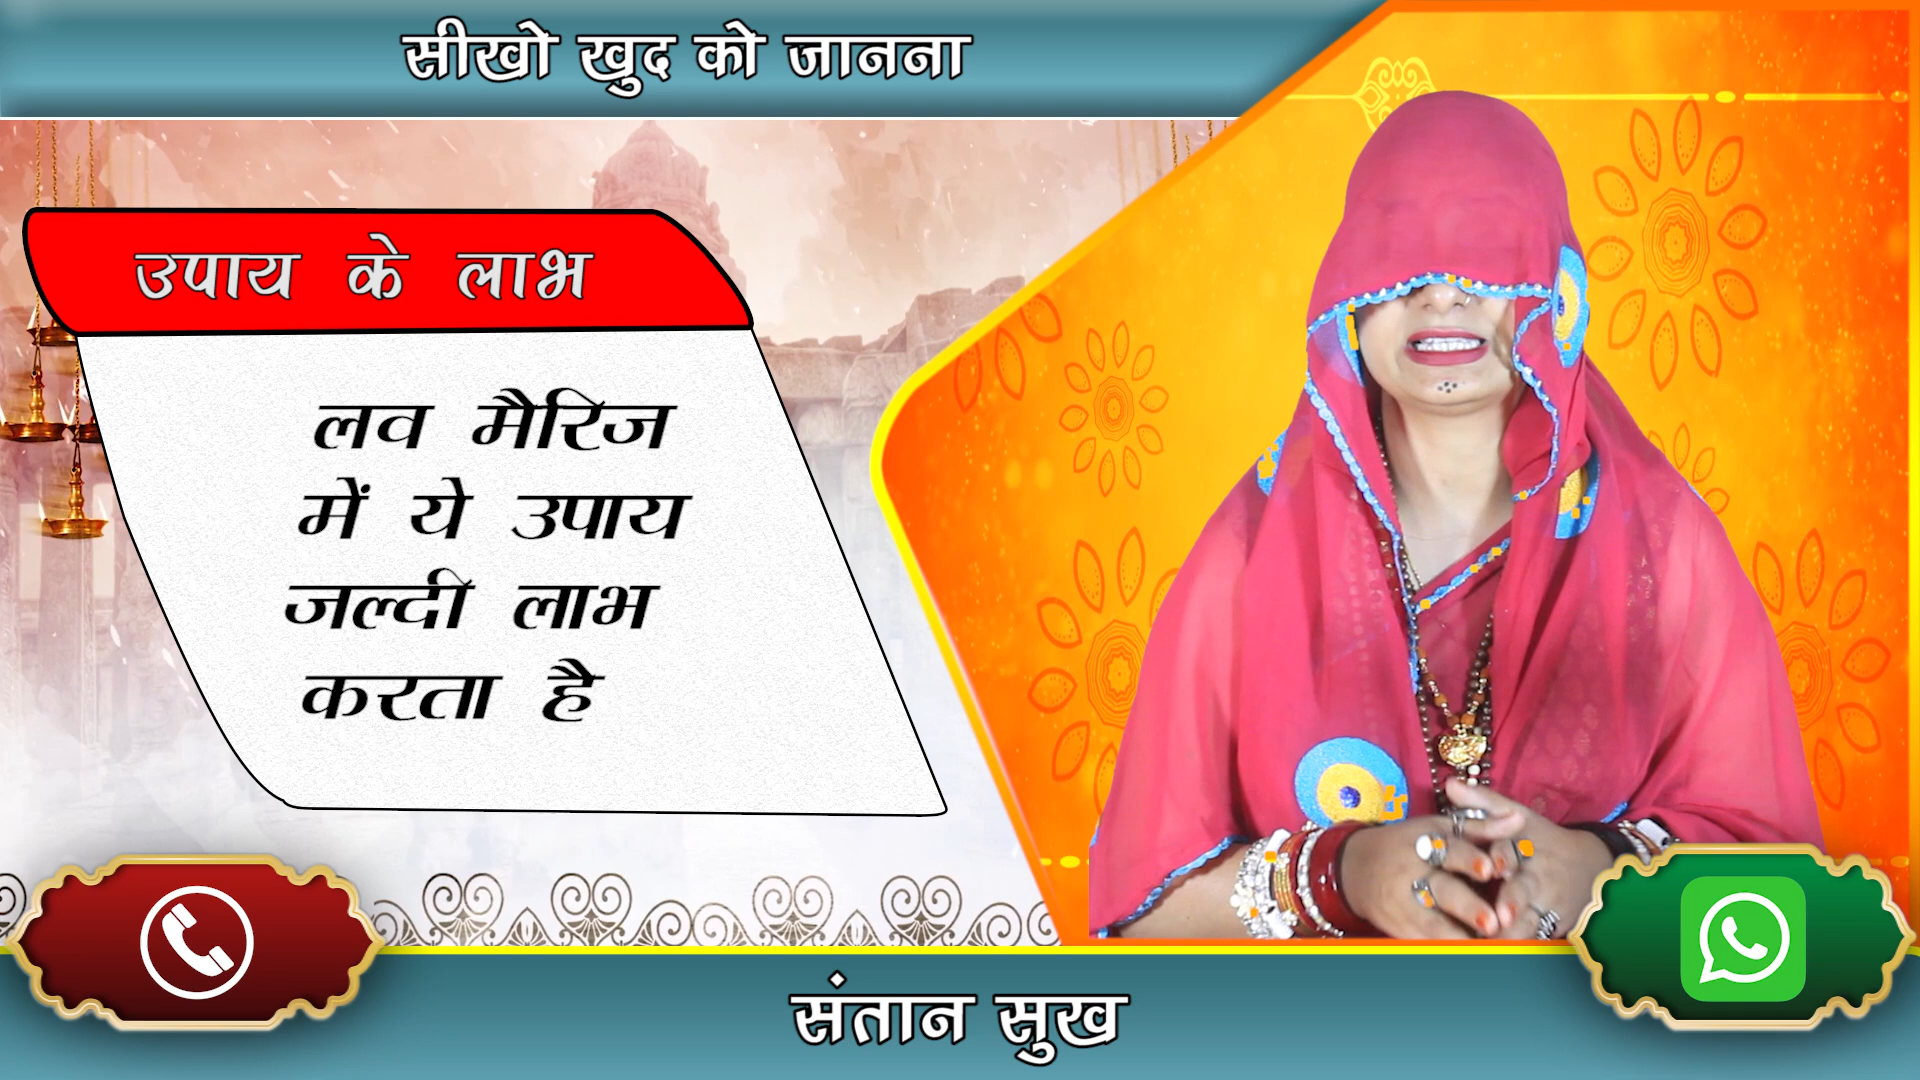 सीखो खुद को जानना
उपाय के लाभ
लव मैरिज
में ये उपाय
जल्दी लाभ
करता है
संतान सुख